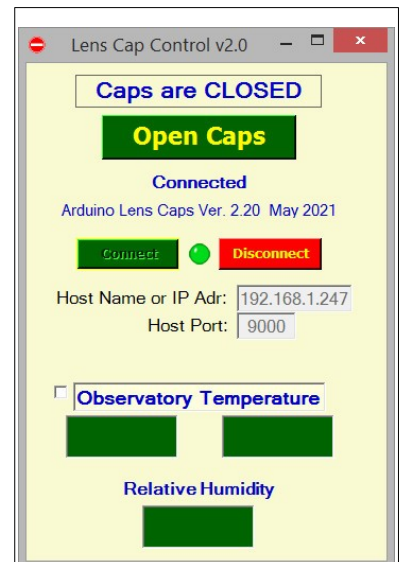 Lens Cap Control v2.0
Caps are CLOSED
Open Caps
Connected
Arduino Lens Caps Ver. 2.20 May 2021
Connect Disconnect
Host Name or IP Adr: 192.168.1.247
Host Port: 9000
Observatory Temperature
Relative Humidity